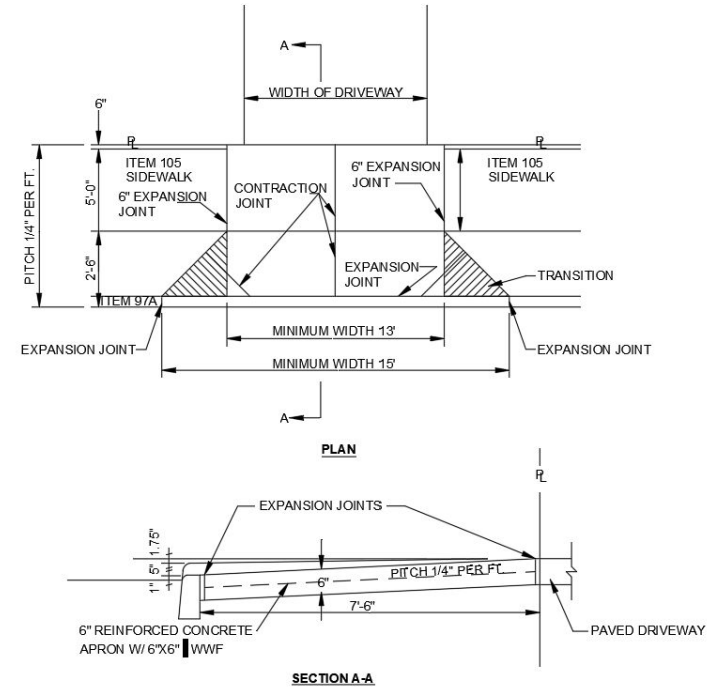 A
WIDTH OF DRIVEWAY
6"
PL
PL
ITEM 105
SIDEWALK
6" EXPANSION
JOINT
ITEM 105
SIDEWALK
PITCH 1/4" PER FT.
5'-0"
6" EXPANSION
JOINT
CONTRACTION
JOINT
2'-6"
EXPANSION
JOINT
TRANSITION
ITEM 97A
MINIMUM WIDTH 13'
EXPANSION JOINT
EXPANSION JOINT
MINIMUM WIDTH 15'
A
PLAN
PL
EXPANSION JOINTS
1.75"
5"
1"
PITCH 1/4" PER FT.
6"
7'-6"
6" REINFORCED CONCRETE
APRON W/ 6"X6" WWF
PAVED DRIVEWAY
SECTION A-A